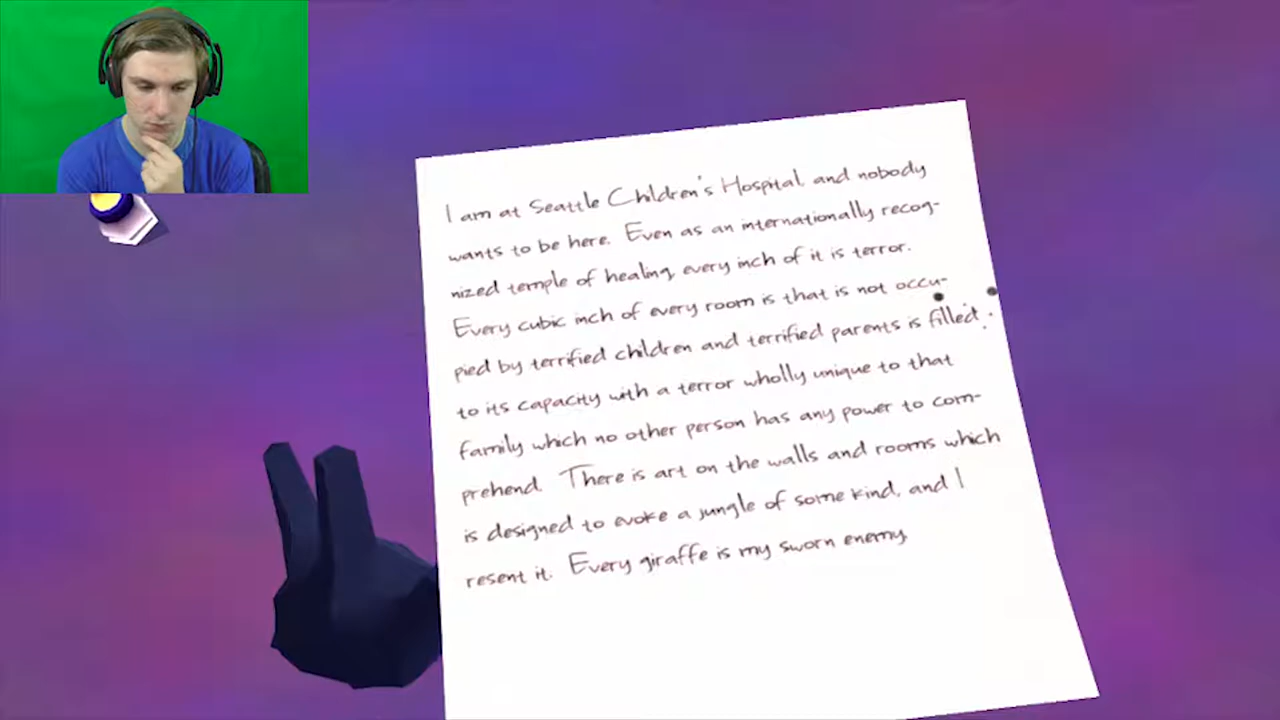 I am at Seattle Children's Hospital, and nobody
wants to be here. Even as an internationally recog-
nized temple of healing, every inch of it is terror.
Every cubic inch of every room is that is not occu-
pied by terrified children and terrified parents is filled
to its capacity with a terror wholly unique to that
family which no other person has any power to com-
prehend. There is art on the walls and rooms which
is designed to evoke a jungle of some kind, and I
resent it. Every giraffe is my sworn enemy.